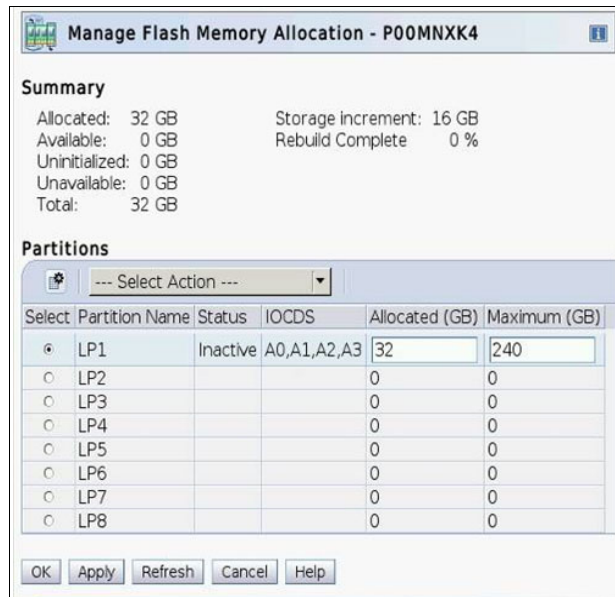 Manage Flash Memory Allocation - P00MNXK4
Summary
Allocated: 32 GB Storage increment: 16 GB
Available: 0 GB Rebuild Complete 0 %
Uninitialized: 0 GB
Unavailable: 0 GB
Total: 32 GB
Partitions
--- Select Action ---
Select Partition Name Status IOCDS Allocated (GB) Maximum (GB)
LP1 Inactive A0,A1,A2,A3 32 240
LP2 0 0
LP3 0 0
LP4 0 0
LP5 0 0
LP6 0 0
LP7 0 0
LP8 0 0
OK Apply Refresh Cancel Help